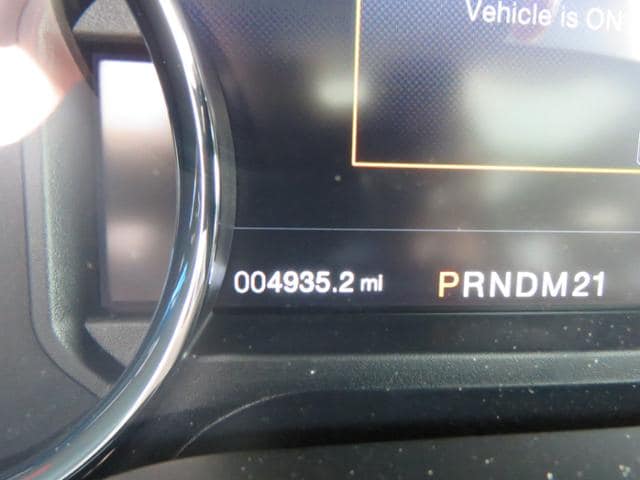 Vehicle is ON
004935.2 mi
PRNDM21